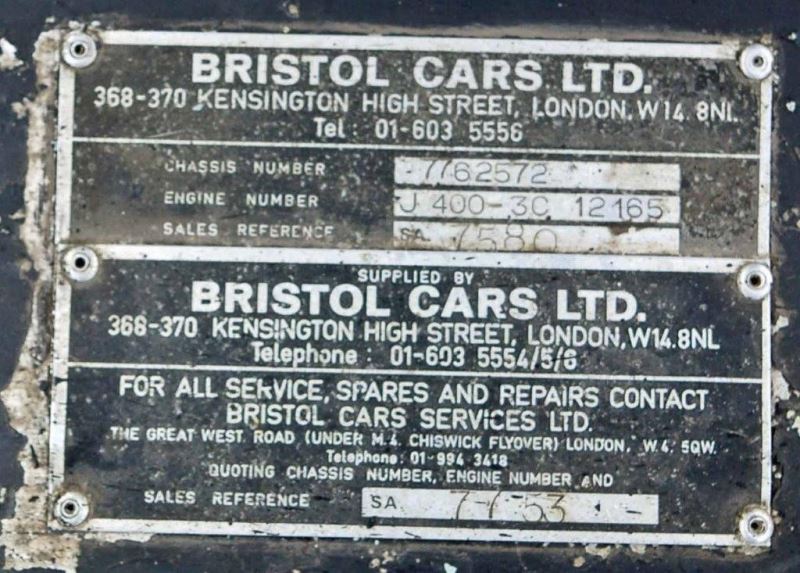 BRISTOL CARS LTD.
368-370 KENSINGTON HIGH STREET, LONDON, W14. 8NL.
Tel : 01-603 5556
CHASSIS NUMBER 7762572
ENGINE NUMBER J 400-3C 12165
SALES REFERENCE SA 7580
SUPPLIED BY
BRISTOL CARS LTD.
368-370 KENSINGTON HIGH STREET, LONDON, W14.8NL
Telephone : 01-603 5554/5/6
FOR ALL SERVICE, SPARES AND REPAIRS CONTACT
BRISTOL CARS SERVICES LTD.
THE GREAT WEST ROAD (UNDER M.4. CHISWICK FLYOVER) LONDON, W.4. 5QW.
Telephone: 01-994 3418
QUOTING CHASSIS NUMBER, ENGINE NUMBER AND
SALES REFERENCE SA 7753